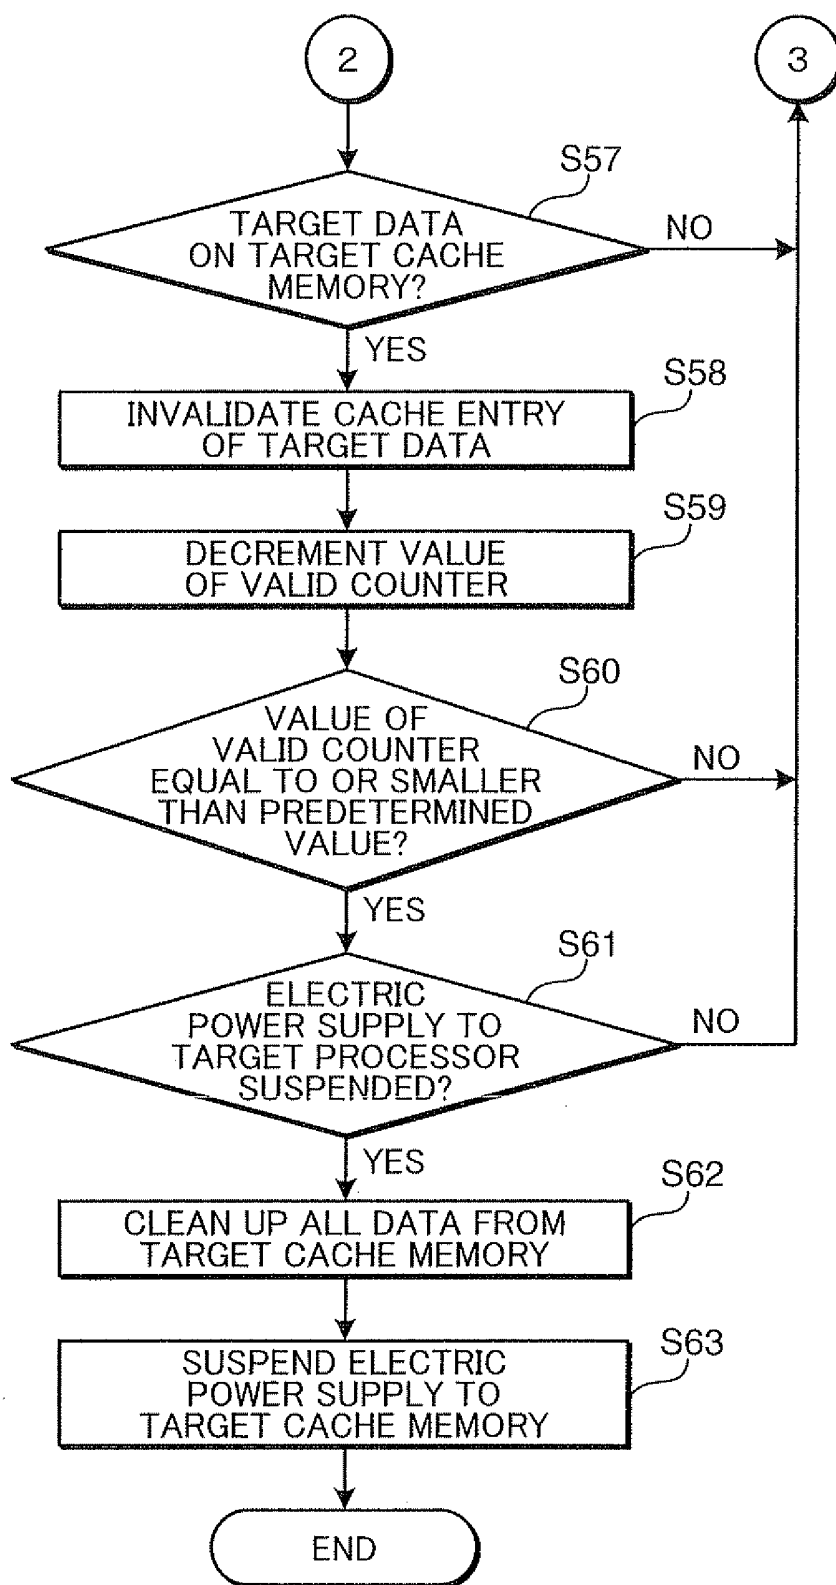 2
3
S57
TARGET DATA
ON TARGET CACHE
MEMORY?
NO
YES
S58
INVALIDATE CACHE ENTRY
OF TARGET DATA
S59
DECREMENT VALUE
OF VALID COUNTER
S60
VALUE OF
VALID COUNTER
EQUAL TO OR SMALLER
THAN PREDETERMINED
VALUE?
NO
YES
S61
ELECTRIC
POWER SUPPLY TO
TARGET PROCESSOR
SUSPENDED?
NO
YES
S62
CLEAN UP ALL DATA FROM
TARGET CACHE MEMORY
S63
SUSPEND ELECTRIC
POWER SUPPLY TO
TARGET CACHE MEMORY
END